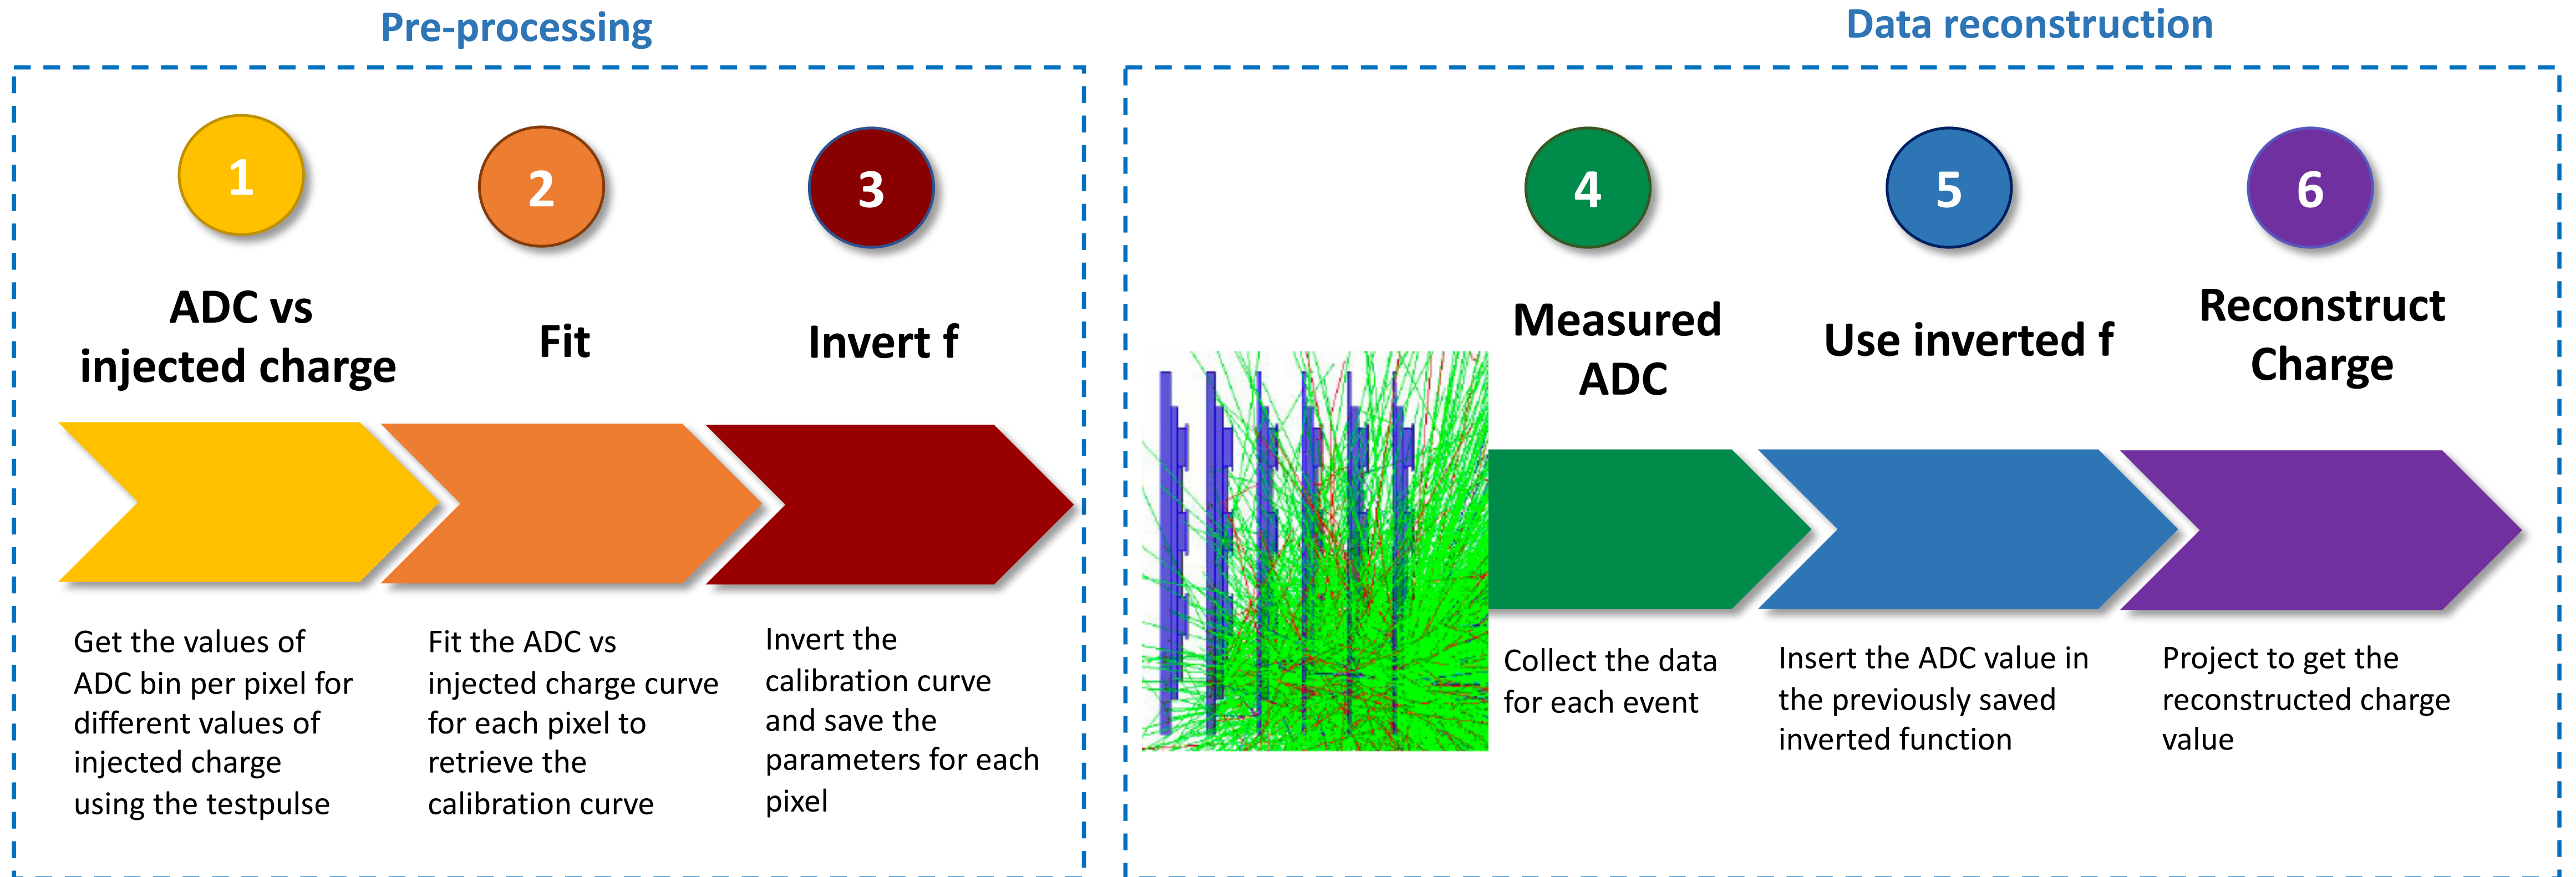 Pre-processing
1
2
3
ADC vs
injected charge
Fit
Invert f
Get the values of
ADC bin per pixel for
different values of
injected charge
using the testpulse
Fit the ADC vs
injected charge curve
for each pixel to
retrieve the
calibration curve
Invert the
calibration curve
and save the
parameters for each
pixel
Data reconstruction
4
5
6
Measured
ADC
Use inverted f
Reconstruct
Charge
Collect the data
for each event
Insert the ADC value in
the previously saved
inverted function
Project to get the
reconstructed charge
value